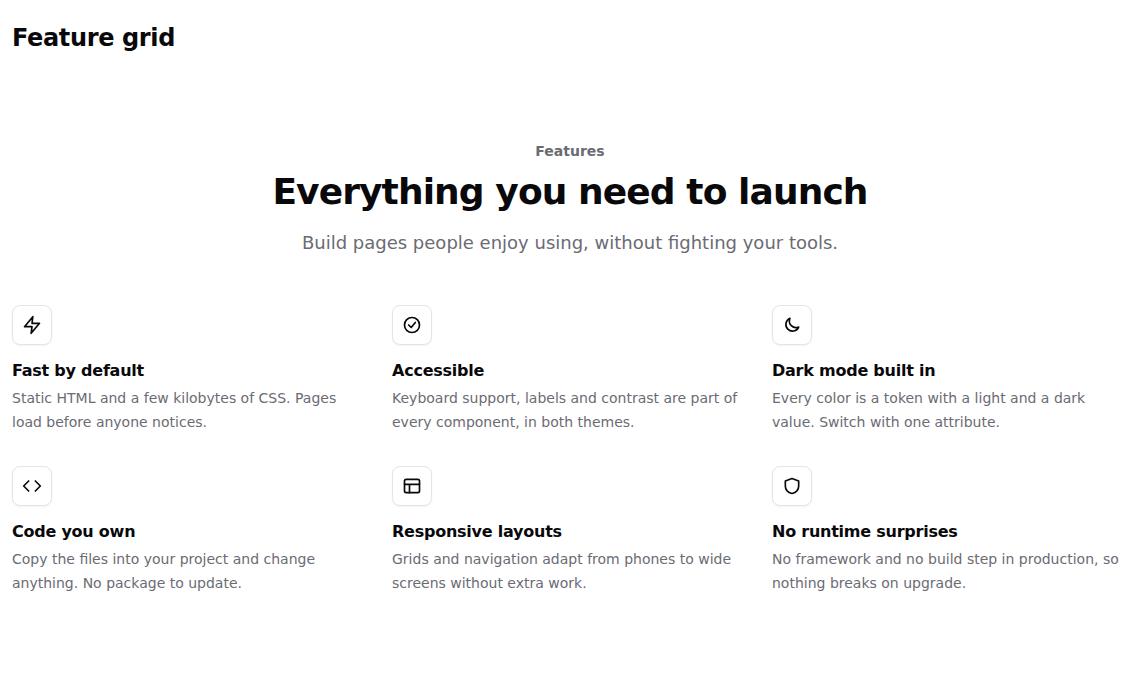 Feature grid
Features
Everything you need to launch
Build pages people enjoy using, without fighting your tools.
Fast by default
Static HTML and a few kilobytes of CSS. Pages
load before anyone notices.
Accessible
Keyboard support, labels and contrast are part of
every component, in both themes.
Dark mode built in
Every color is a token with a light and a dark
value. Switch with one attribute.
Code you own
Copy the files into your project and change
anything. No package to update.
Responsive layouts
Grids and navigation adapt from phones to wide
screens without extra work.
No runtime surprises
No framework and no build step in production, so
nothing breaks on upgrade.